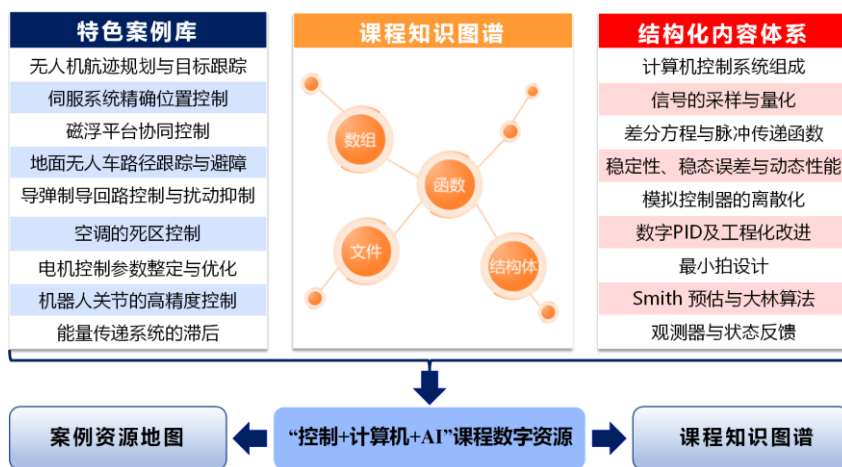 特色案例库
无人机航迹规划与目标跟踪
伺服系统精确位置控制
磁浮平台协同控制
地面无人车路径跟踪与避障
导弹制导回路控制与扰动抑制
空调的死区控制
电机控制参数整定与优化
机器人关节的高精度控制
能量传递系统的滞后
课程知识图谱
数组
函数
文件
结构体
结构化内容体系
计算机控制系统组成
信号的采样与量化
差分方程与脉冲传递函数
稳定性、稳态误差与动态性能
模拟控制器的离散化
数字PID及工程化改进
最小拍设计
Smith 预估与大林算法
观测器与状态反馈
案例资源地图
“控制+计算机+AI”课程数字资源
课程知识图谱